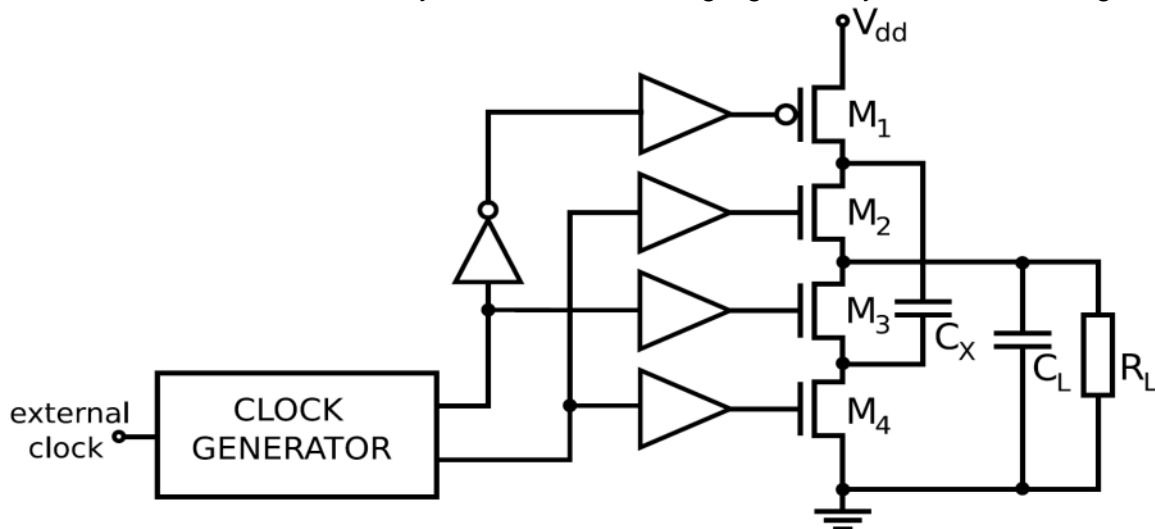 V_dd
M_1
M_2
M_3
C_X
C_L
R_L
M_4
external
clock
CLOCK
GENERATOR